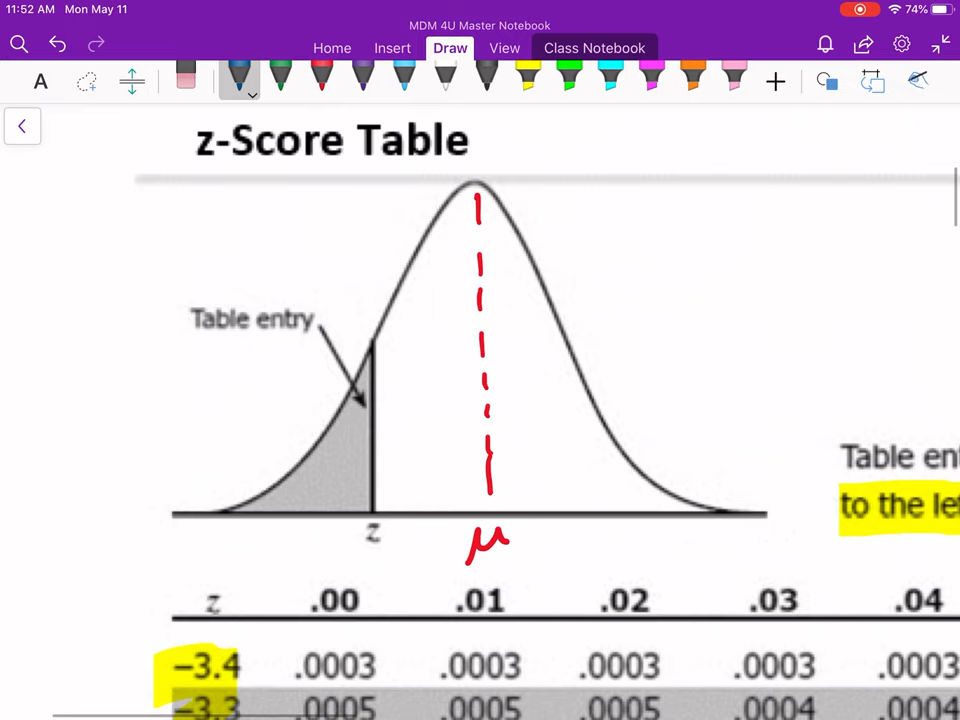 11:52 AM Mon May 11
74%
MDM 4U Master Notebook
Home Insert Draw View Class Notebook
A
z-Score Table
Table entry
Table en
to the le
z
μ
z .00 .01 .02 .03 .04
−3.4 .0003 .0003 .0003 .0003 .0003
−3.3 .0005 .0005 .0005 .0004 .0004